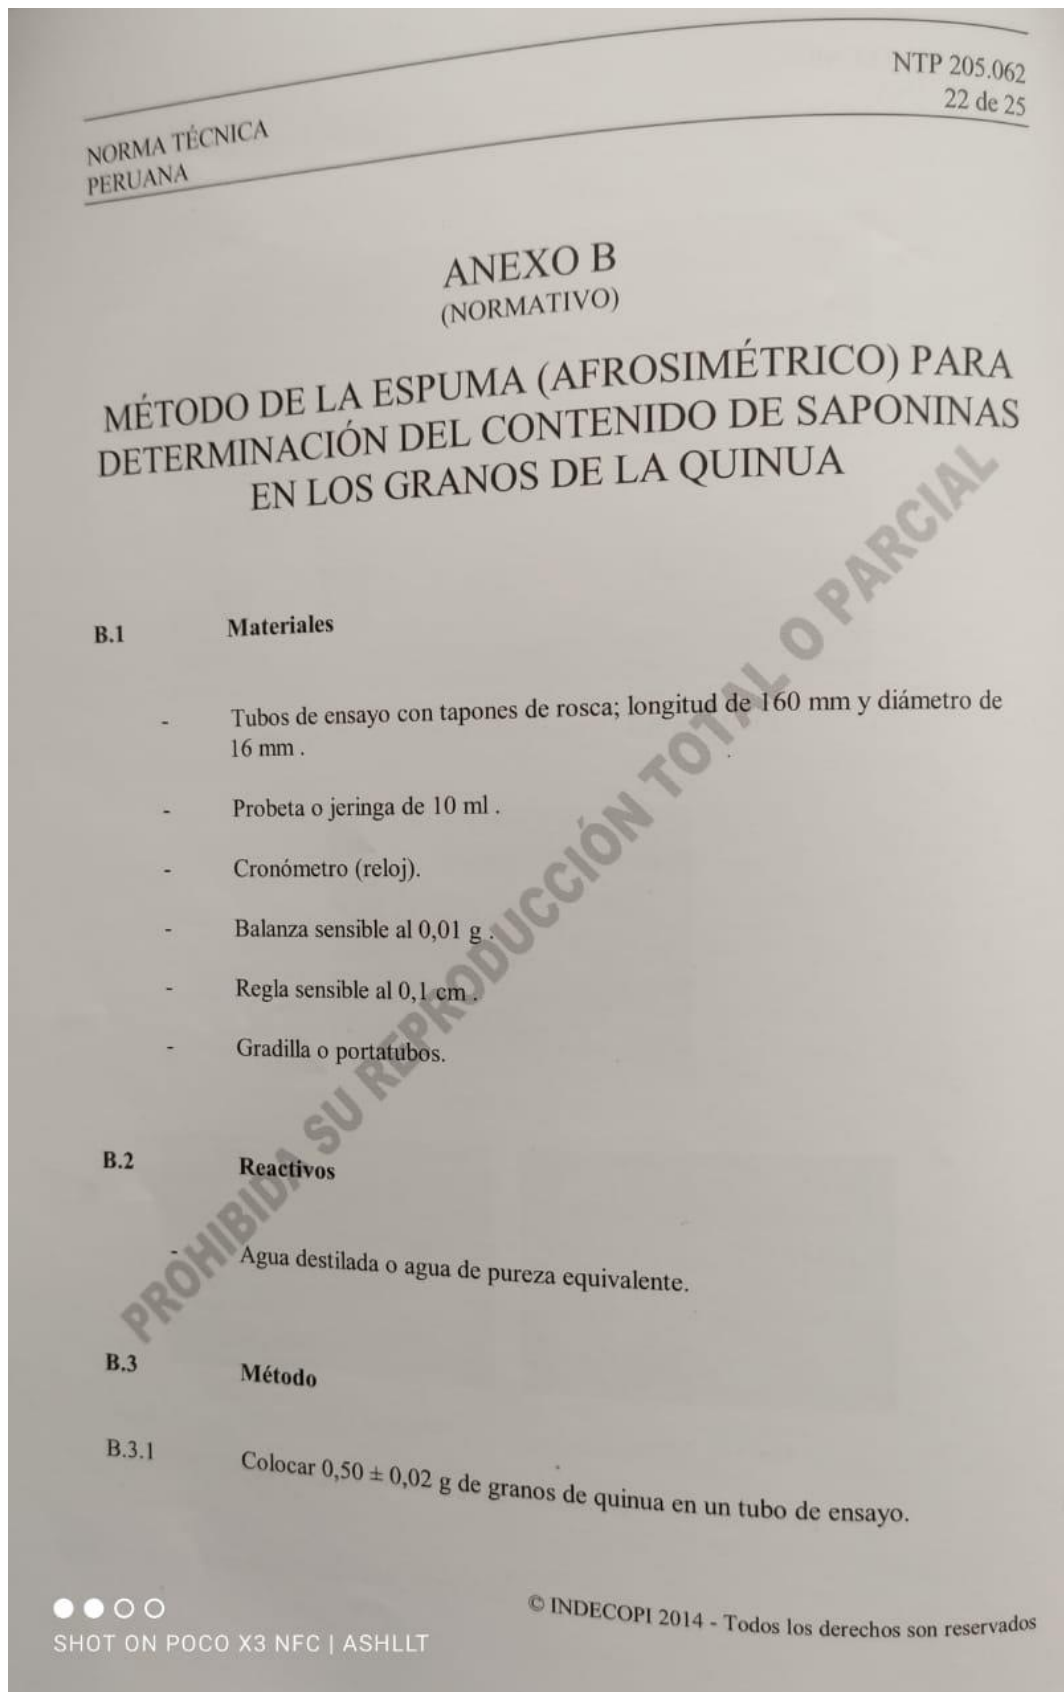 NTP 205.062
22 de 25
NORMA TÉCNICA
PERUANA
ANEXO B
(NORMATIVO)
MÉTODO DE LA ESPUMA (AFROSIMÉTRICO) PARA
DETERMINACIÓN DEL CONTENIDO DE SAPONINAS
EN LOS GRANOS DE LA QUINUA
B.1 Materiales
- Tubos de ensayo con tapones de rosca; longitud de 160 mm y diámetro de
16 mm .
- Probeta o jeringa de 10 ml .
- Cronómetro (reloj).
- Balanza sensible al 0,01 g .
- Regla sensible al 0,1 cm .
- Gradilla o portatubos.
B.2 Reactivos
- Agua destilada o agua de pureza equivalente.
B.3 Método
B.3.1 Colocar 0,50 ± 0,02 g de granos de quinua en un tubo de ensayo.
© INDECOPI 2014 - Todos los derechos son reservados
PROHIBIDA SU REPRODUCCIÓN TOTAL O PARCIAL
SHOT ON POCO X3 NFC | ASHLLT